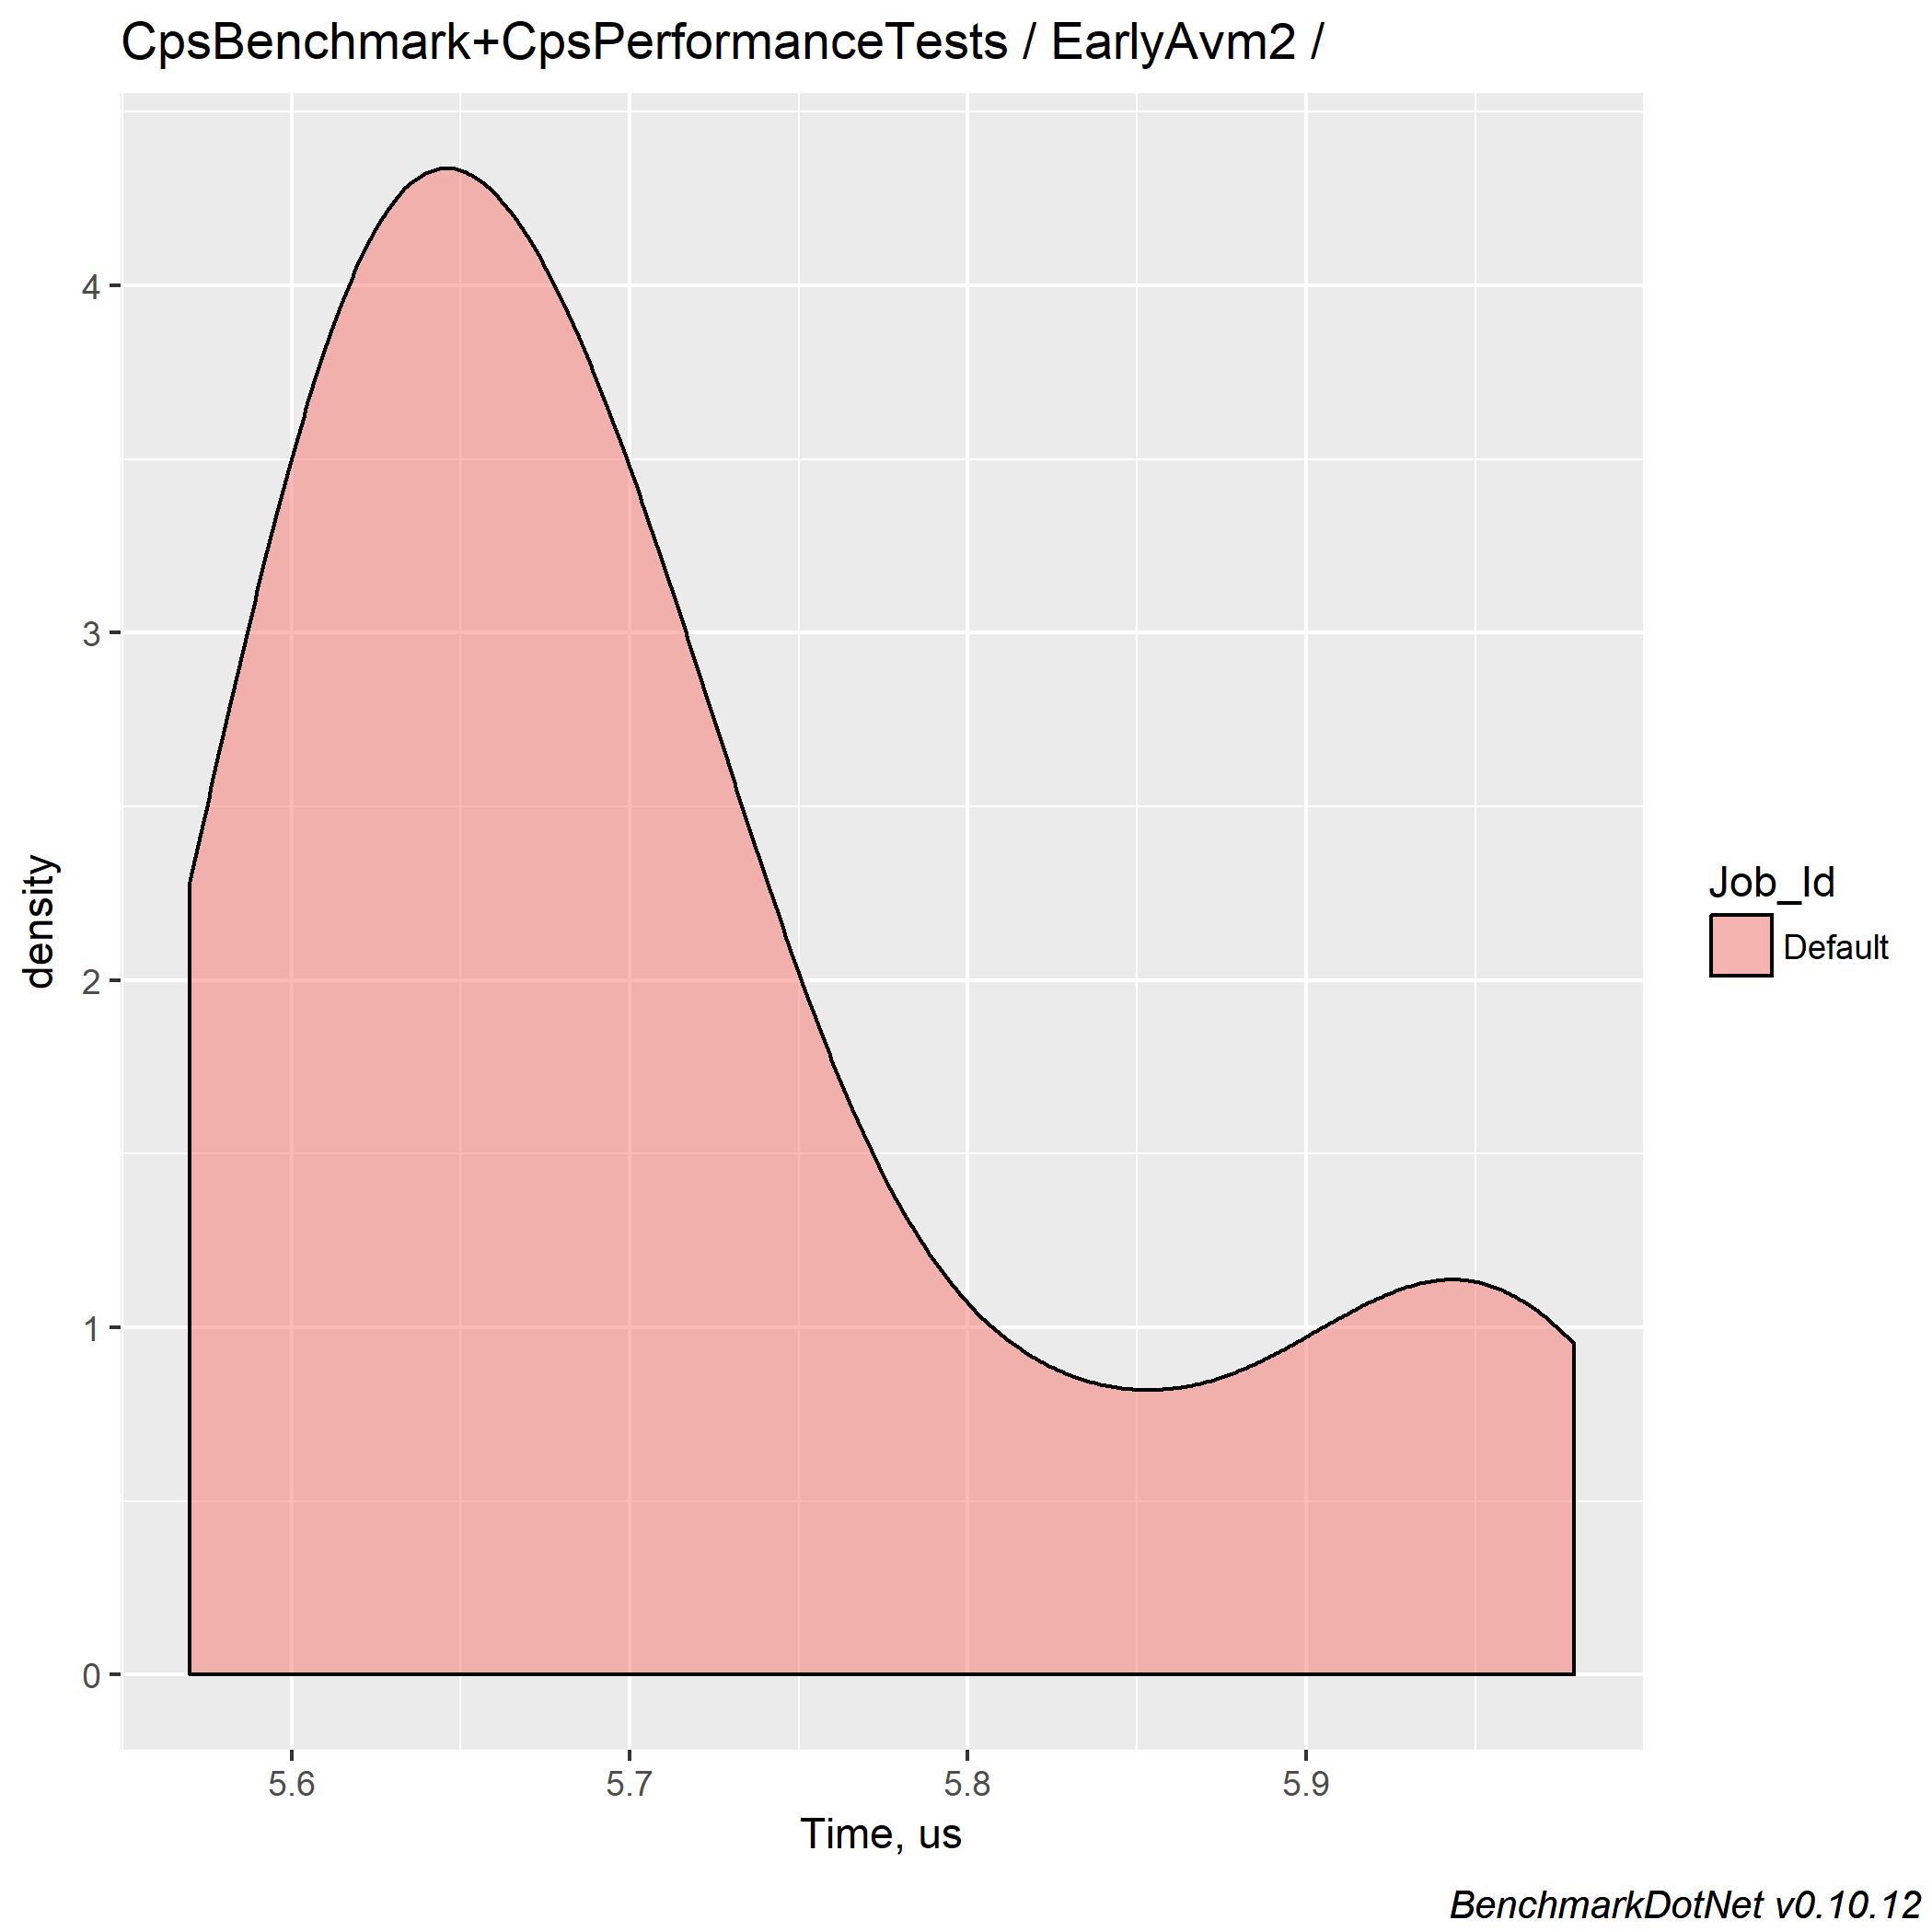 CpsBenchmark+CpsPerformanceTests / EarlyAvm2 /
density
4
3
2
1
0
5.6 5.7 5.8 5.9
Time, us
Job_Id
Default
BenchmarkDotNet v0.10.12